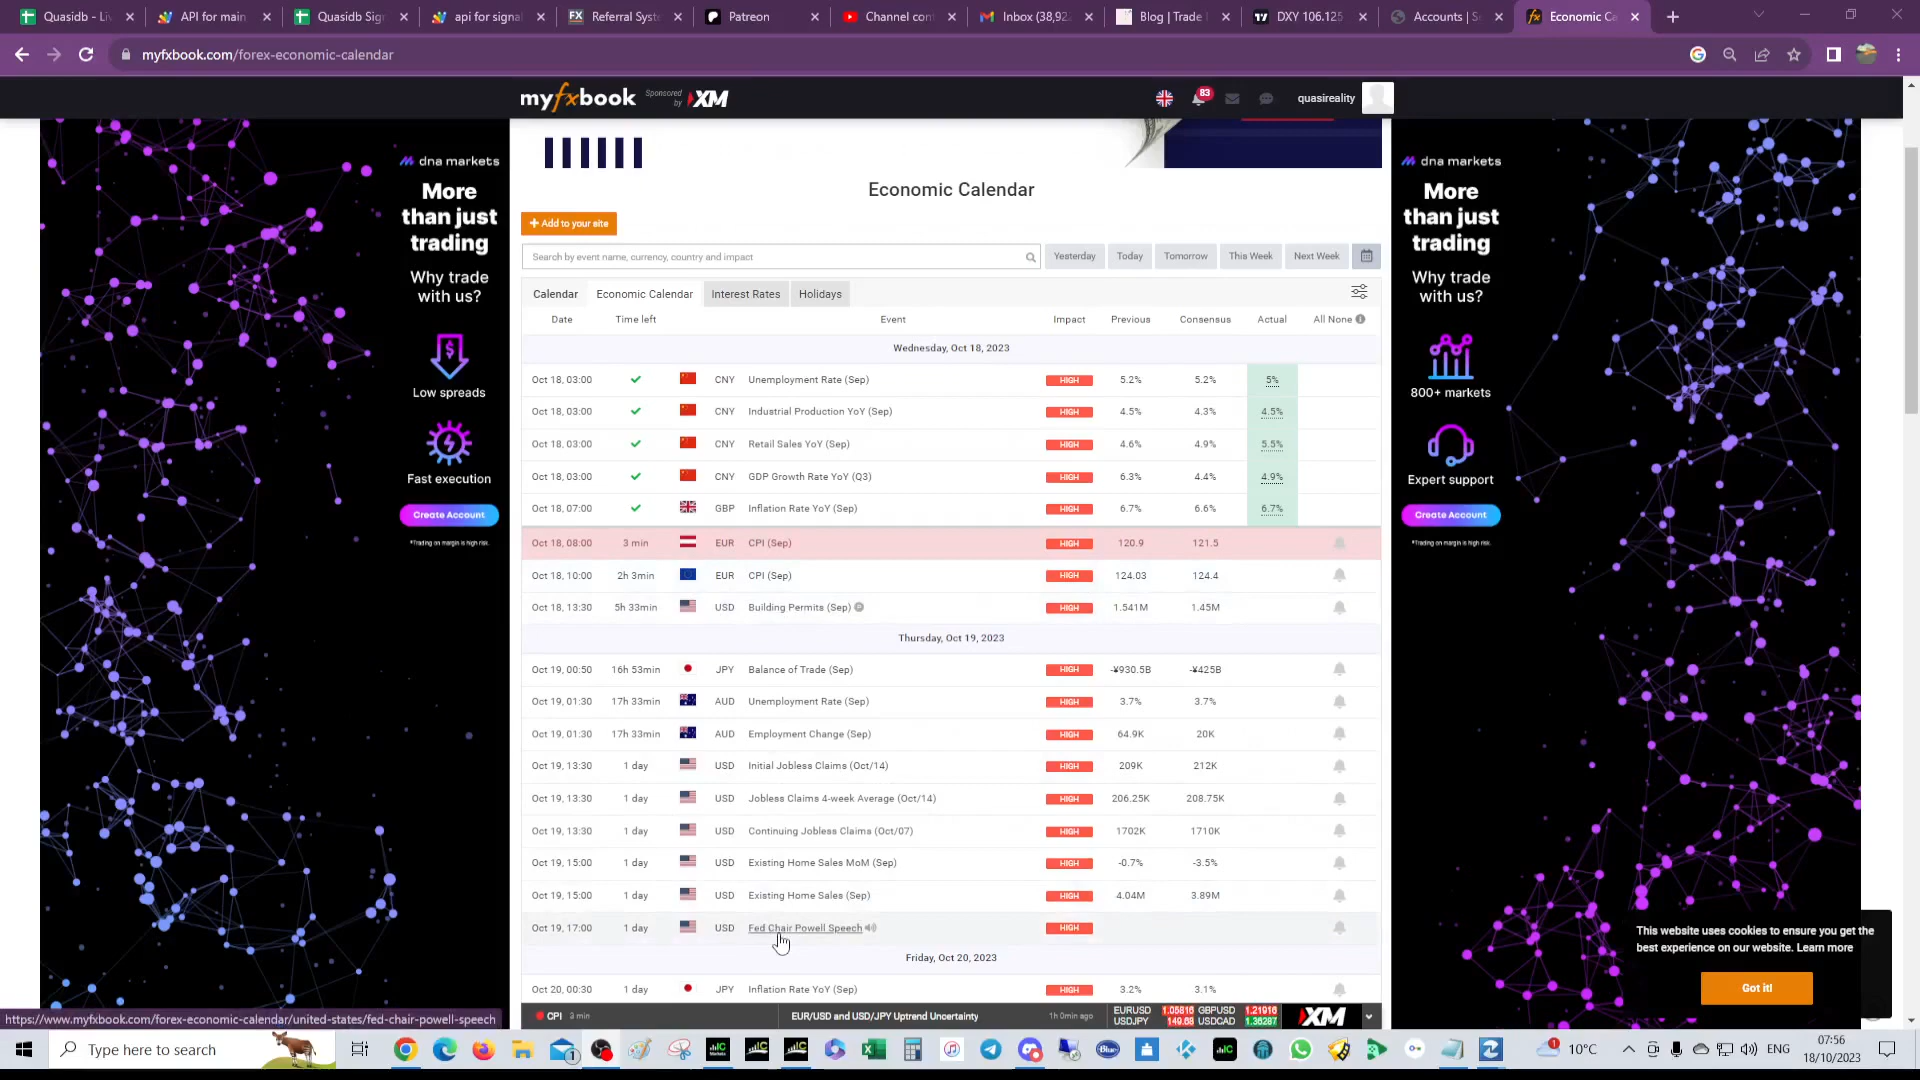 Quasidb - Liv
API for main
Quasidb Sig
api for signal
Referral Syste
Patreon
Channel con
Inbox (38,92
Blog | Trade
DXY 106.125
Accounts | S
Economic Ca
myfxbook.com/forex-economic-calendar
myfxbook Sponsored by XM
83
quasireality
dna markets
More than just trading
Why trade with us?
Low spreads
Fast execution
Create Account
*Trading on margin is high risk.
Economic Calendar
+ Add to your site
Search by event name, currency, country and impact
Yesterday Today Tomorrow This Week Next Week
Calendar Economic Calendar Interest Rates Holidays
Date Time left Event Impact Previous Consensus Actual All None
Wednesday, Oct 18, 2023
Oct 18, 03:00 CNY Unemployment Rate (Sep) HIGH 5.2% 5.2% 5%
Oct 18, 03:00 CNY Industrial Production YoY (Sep) HIGH 4.5% 4.3% 4.5%
Oct 18, 03:00 CNY Retail Sales YoY (Sep) HIGH 4.6% 4.9% 5.5%
Oct 18, 03:00 CNY GDP Growth Rate YoY (Q3) HIGH 6.3% 4.4% 4.9%
Oct 18, 07:00 GBP Inflation Rate YoY (Sep) HIGH 6.7% 6.6% 6.7%
Oct 18, 08:00 3 min EUR CPI (Sep) HIGH 120.9 121.5
Oct 18, 10:00 2h 3min EUR CPI (Sep) HIGH 124.03 124.4
Oct 18, 13:30 5h 33min USD Building Permits (Sep) HIGH 1.541M 1.45M
Thursday, Oct 19, 2023
Oct 19, 00:50 16h 53min JPY Balance of Trade (Sep) HIGH -¥930.5B -¥425B
Oct 19, 01:30 17h 33min AUD Unemployment Rate (Sep) HIGH 3.7% 3.7%
Oct 19, 01:30 17h 33min AUD Employment Change (Sep) HIGH 64.9K 20K
Oct 19, 13:30 1 day USD Initial Jobless Claims (Oct/14) HIGH 209K 212K
Oct 19, 13:30 1 day USD Jobless Claims 4-week Average (Oct/14) HIGH 206.25K 208.75K
Oct 19, 13:30 1 day USD Continuing Jobless Claims (Oct/07) HIGH 1702K 1710K
Oct 19, 15:00 1 day USD Existing Home Sales MoM (Sep) HIGH -0.7% -3.5%
Oct 19, 15:00 1 day USD Existing Home Sales (Sep) HIGH 4.04M 3.89M
Oct 19, 17:00 1 day USD Fed Chair Powell Speech HIGH
Friday, Oct 20, 2023
Oct 20, 00:30 1 day JPY Inflation Rate YoY (Sep) HIGH 3.2% 3.1%
CPI 3 min EUR/USD and USD/JPY Uptrend Uncertainty 1h 0min ago
EURUSD 1.05816 GBPUSD 1.21916
USDJPY 149.68 USDCAD 1.36287
XM
dna markets
More than just trading
Why trade with us?
800+ markets
Expert support
Create Account
*Trading on margin is high risk.
This website uses cookies to ensure you get the
best experience on our website. Learn more
Got it!
https://www.myfxbook.com/forex-economic-calendar/united-states/fed-chair-powell-speech
Type here to search
10°C
ENG
07:56
18/10/2023